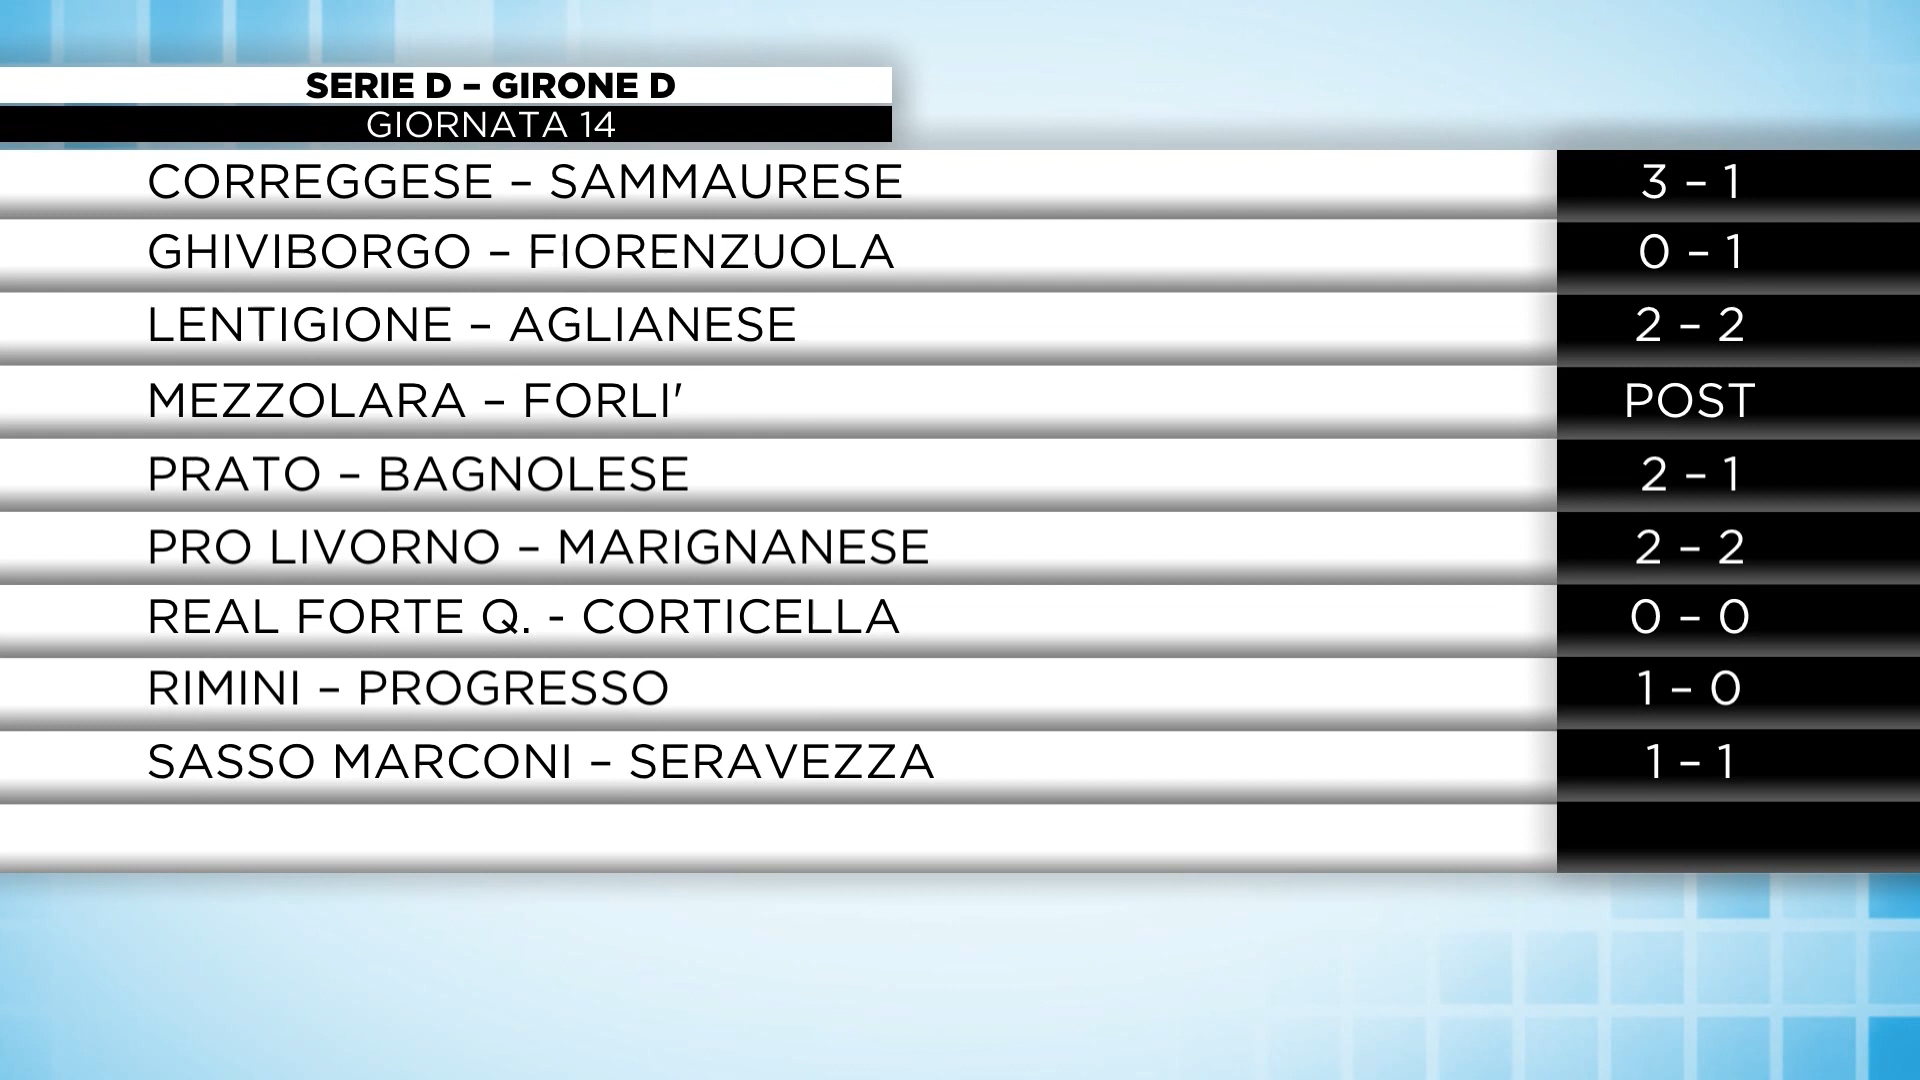 SERIE D – GIRONE D
GIORNATA 14
CORREGGESE – SAMMAURESE 3 – 1
GHIVIBORGO – FIORENZUOLA 0 – 1
LENTIGIONE – AGLIANESE 2 – 2
MEZZOLARA – FORLI' POST
PRATO – BAGNOLESE 2 – 1
PRO LIVORNO – MARIGNANESE 2 – 2
REAL FORTE Q. - CORTICELLA 0 – 0
RIMINI – PROGRESSO 1 – 0
SASSO MARCONI – SERAVEZZA 1 – 1